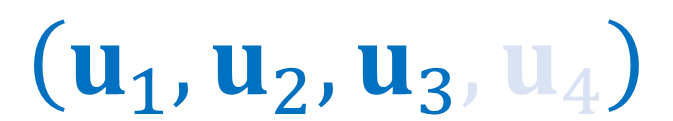 (𝐮₁, 𝐮₂, 𝐮₃, 𝐮₄)